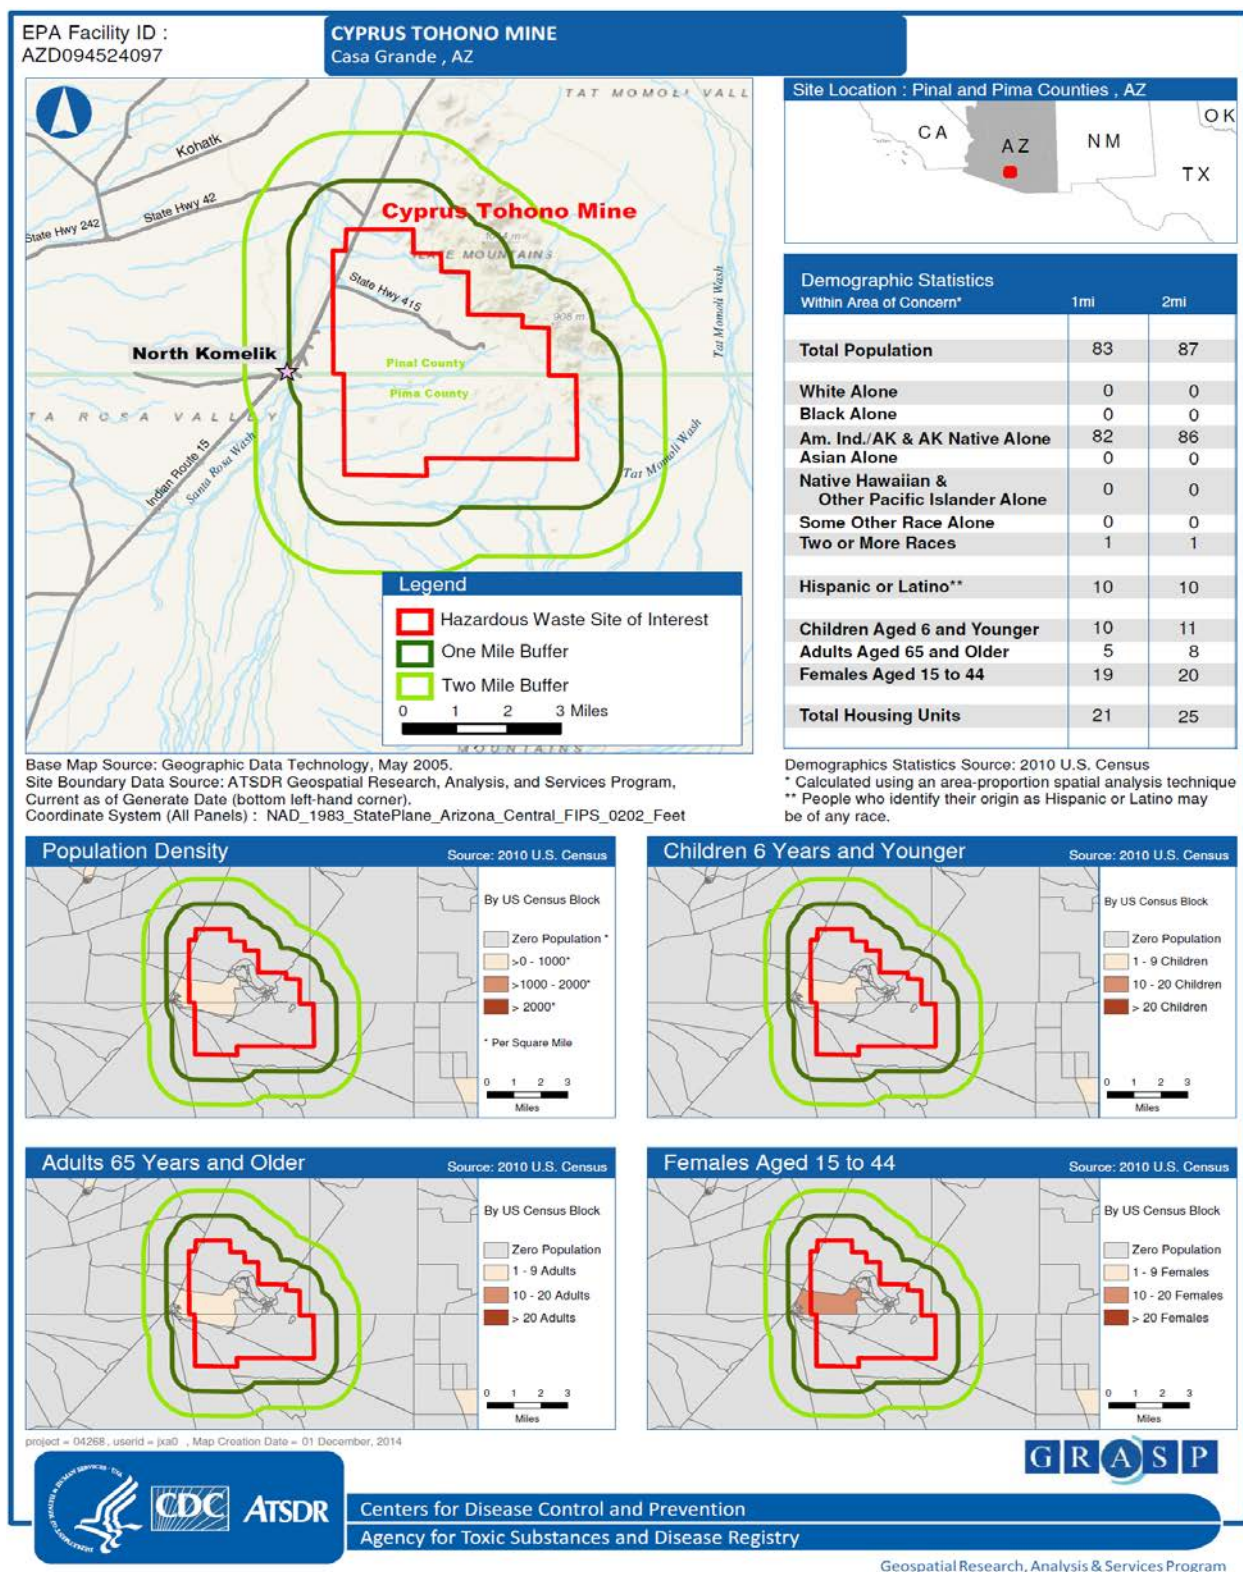 EPA Facility ID :
AZD094524097
CYPRUS TOHONO MINE
Casa Grande , AZ
TAT MOMOLI VALL
Kohatk
State Hwy 42
State Hwy 242
Cyprus Tohono Mine
LAKE MOUNTAINS
State Hwy 415
908 m
Tat Momoli Wash
North Komelik
Pinal County
Pima County
TA ROSA VALLEY
Indian Route 15
Santa Rosa Wash
Tat Momoli Wash
Legend
Hazardous Waste Site of Interest
One Mile Buffer
Two Mile Buffer
0 1 2 3 Miles
MOUNTAINS
Site Location : Pinal and Pima Counties , AZ
CA
AZ
NM
OK
TX
Demographic Statistics
Within Area of Concern* 1mi 2mi
Total Population 83 87
White Alone 0 0
Black Alone 0 0
Am. Ind./AK & AK Native Alone 82 86
Asian Alone 0 0
Native Hawaiian &
Other Pacific Islander Alone 0 0
Some Other Race Alone 0 0
Two or More Races 1 1
Hispanic or Latino** 10 10
Children Aged 6 and Younger 10 11
Adults Aged 65 and Older 5 8
Females Aged 15 to 44 19 20
Total Housing Units 21 25
Base Map Source: Geographic Data Technology, May 2005.
Site Boundary Data Source: ATSDR Geospatial Research, Analysis, and Services Program,
Current as of Generate Date (bottom left-hand corner).
Coordinate System (All Panels) : NAD_1983_StatePlane_Arizona_Central_FIPS_0202_Feet
Demographics Statistics Source: 2010 U.S. Census
* Calculated using an area-proportion spatial analysis technique
** People who identify their origin as Hispanic or Latino may
be of any race.
Population Density Source: 2010 U.S. Census
By US Census Block
Zero Population *
>0 - 1000*
>1000 - 2000*
> 2000*
* Per Square Mile
0 1 2 3
Miles
Children 6 Years and Younger Source: 2010 U.S. Census
By US Census Block
Zero Population
1 - 9 Children
10 - 20 Children
> 20 Children
0 1 2 3
Miles
Adults 65 Years and Older Source: 2010 U.S. Census
By US Census Block
Zero Population
1 - 9 Adults
10 - 20 Adults
> 20 Adults
0 1 2 3
Miles
Females Aged 15 to 44 Source: 2010 U.S. Census
By US Census Block
Zero Population
1 - 9 Females
10 - 20 Females
> 20 Females
0 1 2 3
Miles
project = 04268 , userid = jxa0 , Map Creation Date = 01 December, 2014
GRASP
DEPARTMENT OF HEALTH & HUMAN SERVICES · USA
CDC
ATSDR
Centers for Disease Control and Prevention
Agency for Toxic Substances and Disease Registry
Geospatial Research, Analysis & Services Program